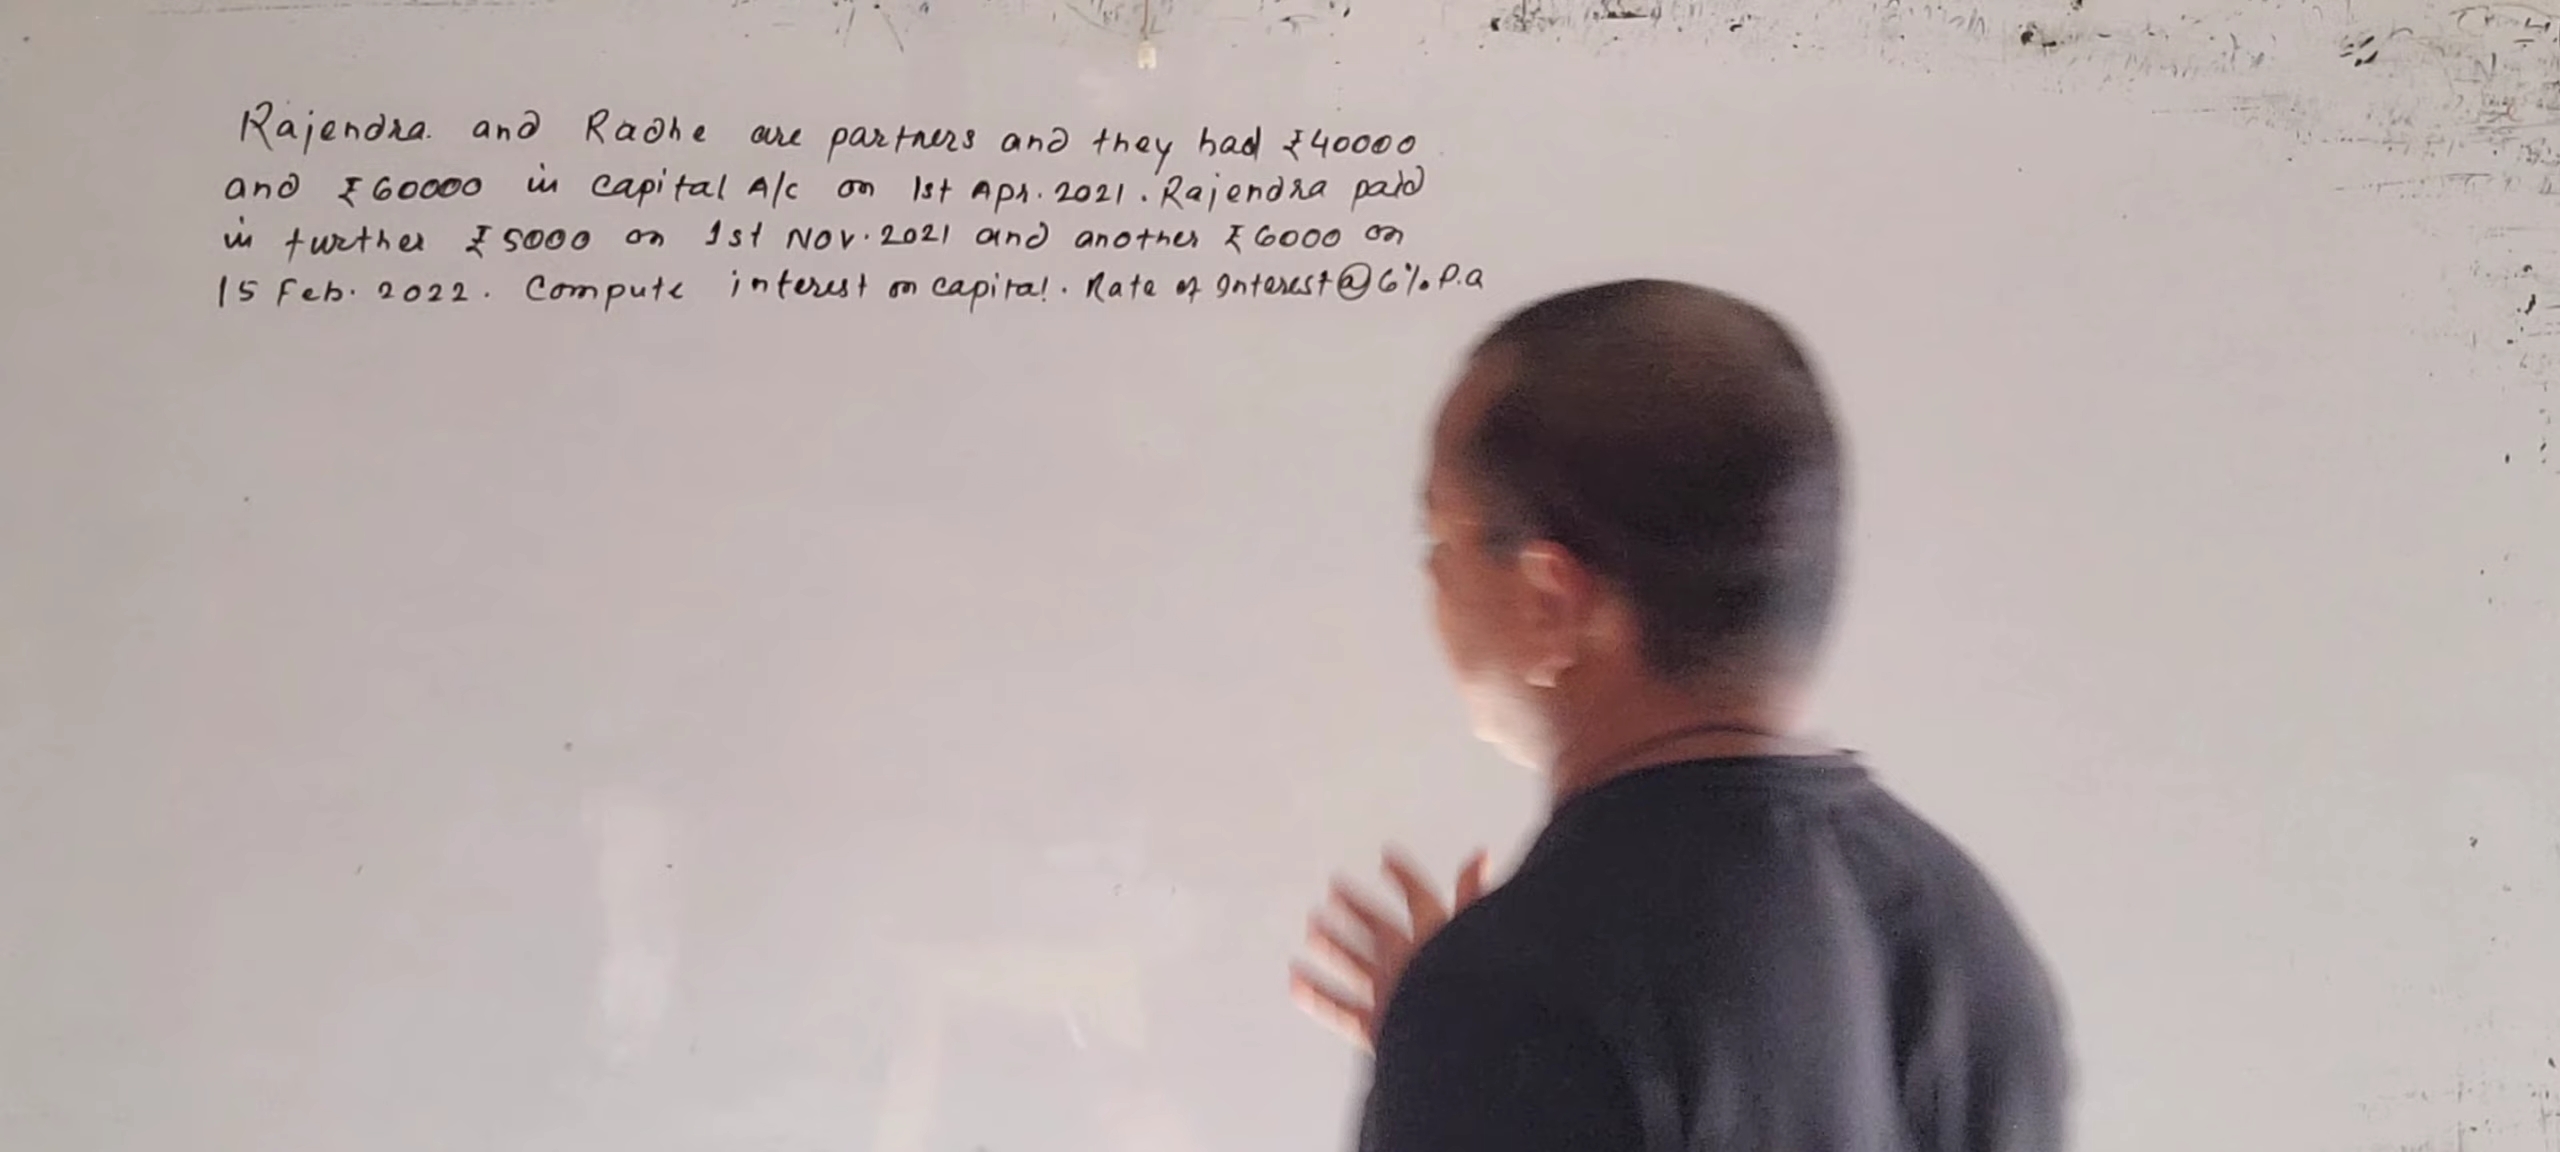 Rajendra. and Radhe are partners and they had ₹40000
and ₹60000 in capital A/c on 1st Apr. 2021. Rajendra paid
in further ₹5000 on 1st Nov. 2021 and another ₹6000 on
15 Feb. 2022. Compute interest on capital. Rate of Interest @ 6% P.a